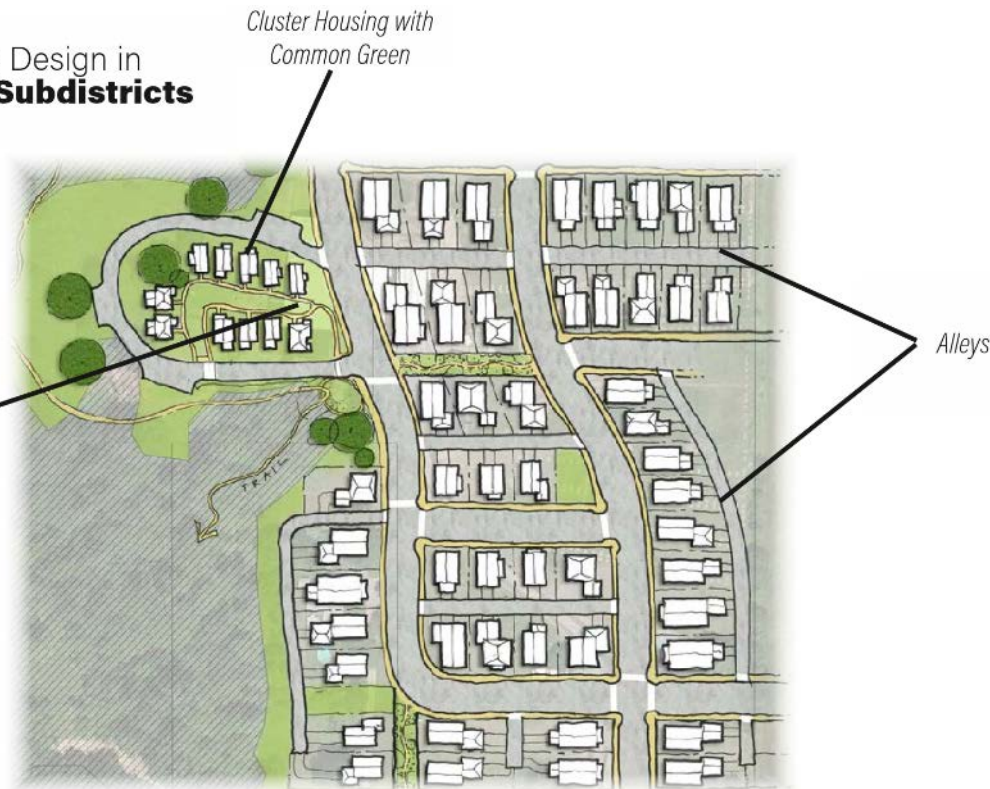 Cluster Housing with
Common Green
Design in
Subdistricts
Alleys
TRAIL